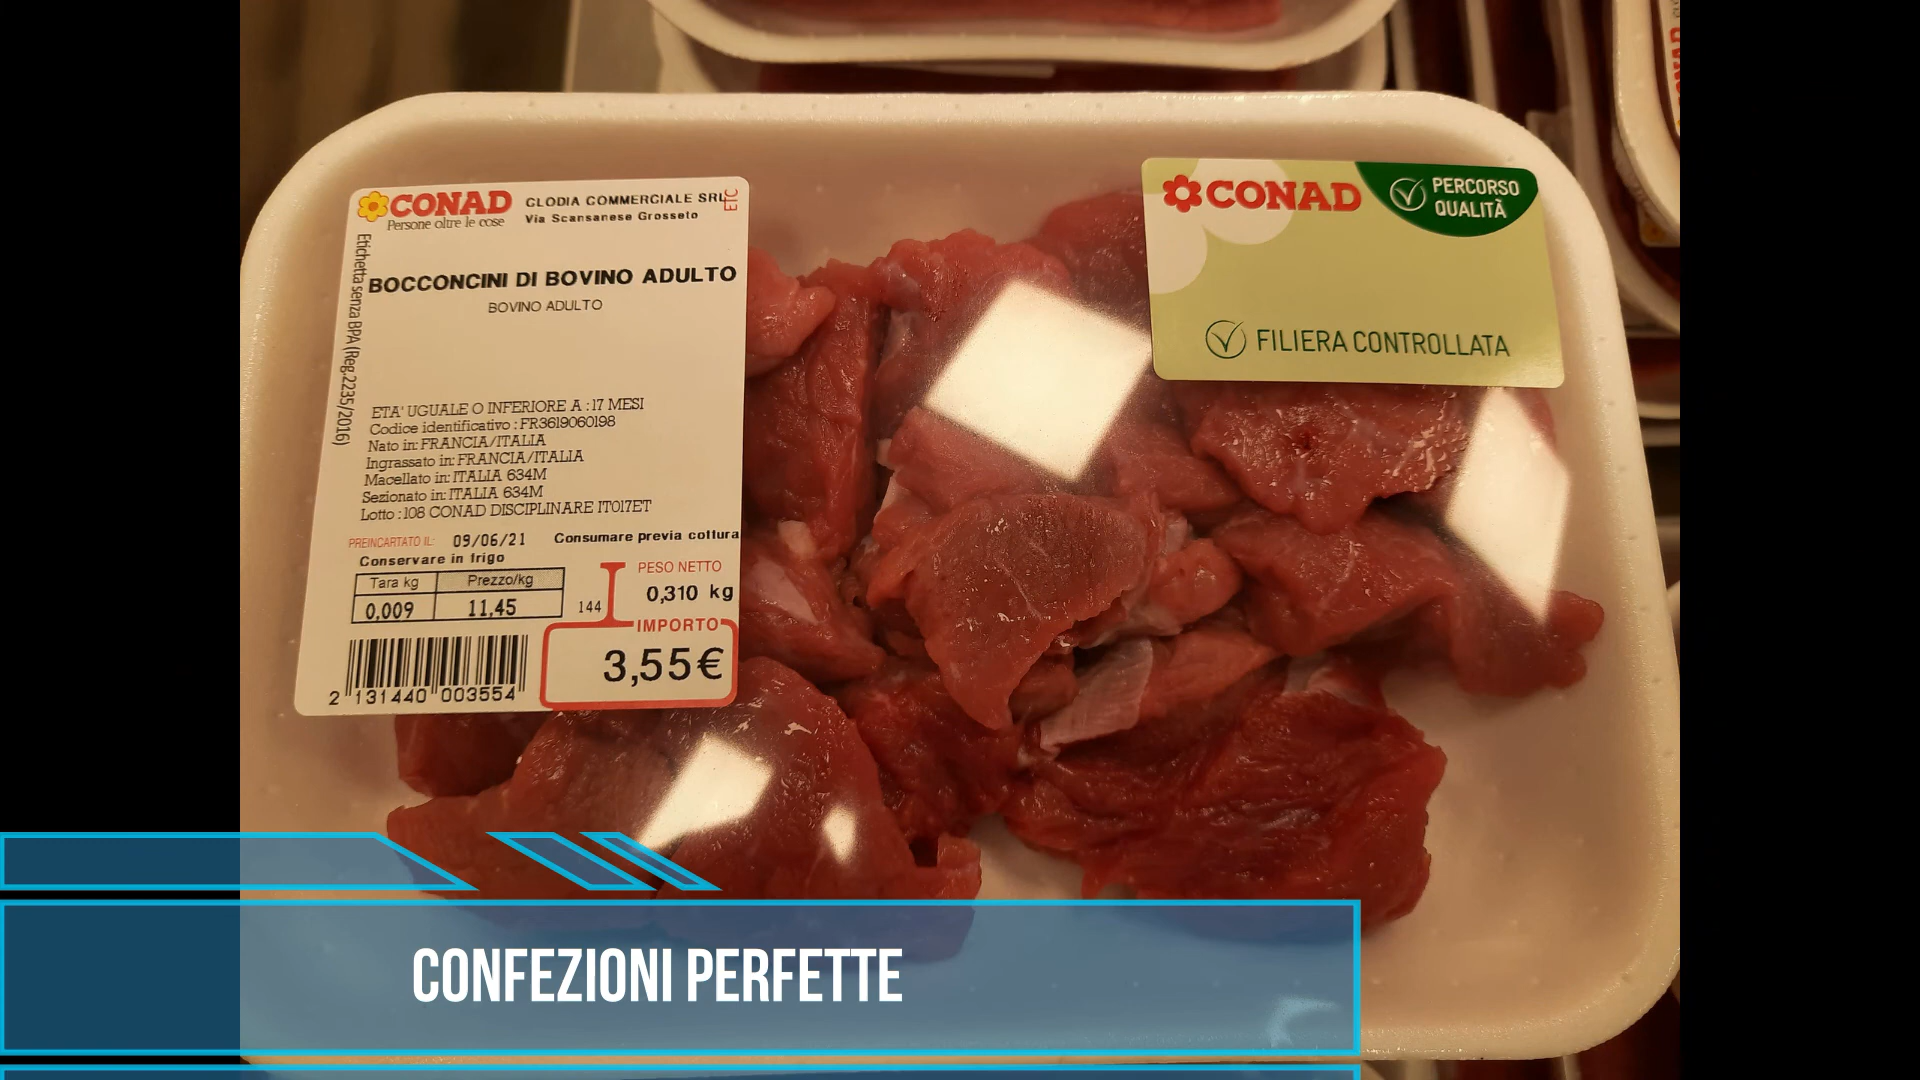 CONAD
Persone oltre le cose
CLODIA COMMERCIALE SRL
Via Scansanese Grosseto
ETC
Etichetta senza BPA (Reg.2235/2016)
BOCCONCINI DI BOVINO ADULTO
BOVINO ADULTO
ETA' UGUALE O INFERIORE A : 17 MESI
Codice identificativo : FR3619060198
Nato in: FRANCIA/ITALIA
Ingrassato in: FRANCIA/ITALIA
Macellato in: ITALIA 634M
Sezionato in: ITALIA 634M
Lotto : 108 CONAD DISCIPLINARE IT017ET
PREINCARTATO IL: 09/06/21 Consumare previa cottura
Conservare in frigo
Tara kg Prezzo/kg
0,009 11,45
144
PESO NETTO
0,310 kg
IMPORTO
3,55€
2 131440 003554
CONAD
PERCORSO
QUALITÀ
FILIERA CONTROLLATA
CONFEZIONI PERFETTE